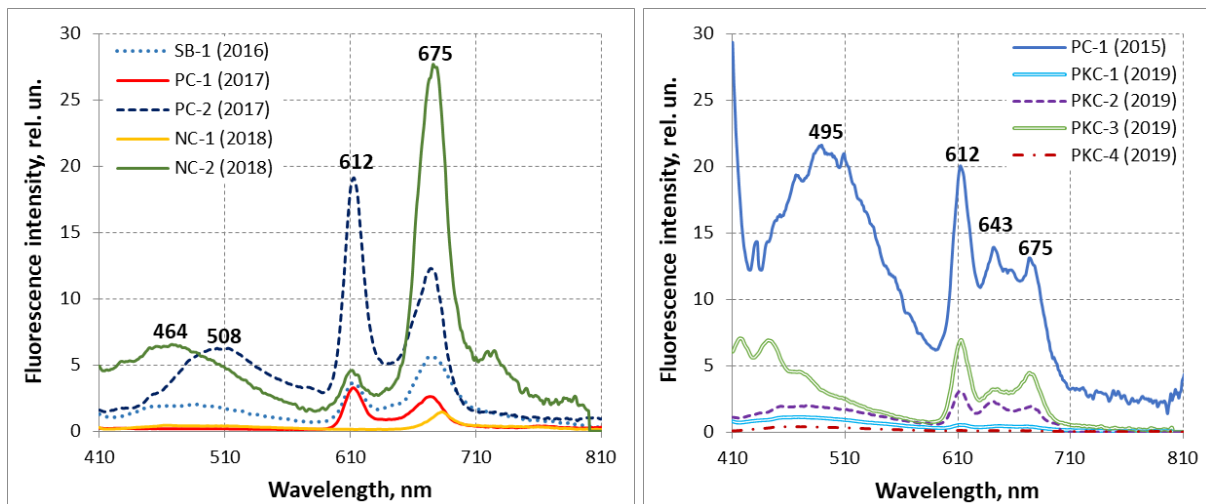 Fluorescence intensity, rel. un.
30
25
20
15
10
5
0
SB-1 (2016)
PC-1 (2017)
PC-2 (2017)
NC-1 (2018)
NC-2 (2018)
675
612
464
508
410
510
610
710
810
Wavelength, nm
Fluorescence intensity, rel. un.
30
25
20
15
10
5
0
PC-1 (2015)
PKC-1 (2019)
PKC-2 (2019)
PKC-3 (2019)
PKC-4 (2019)
495
612
643
675
410
510
610
710
810
Wavelength, nm